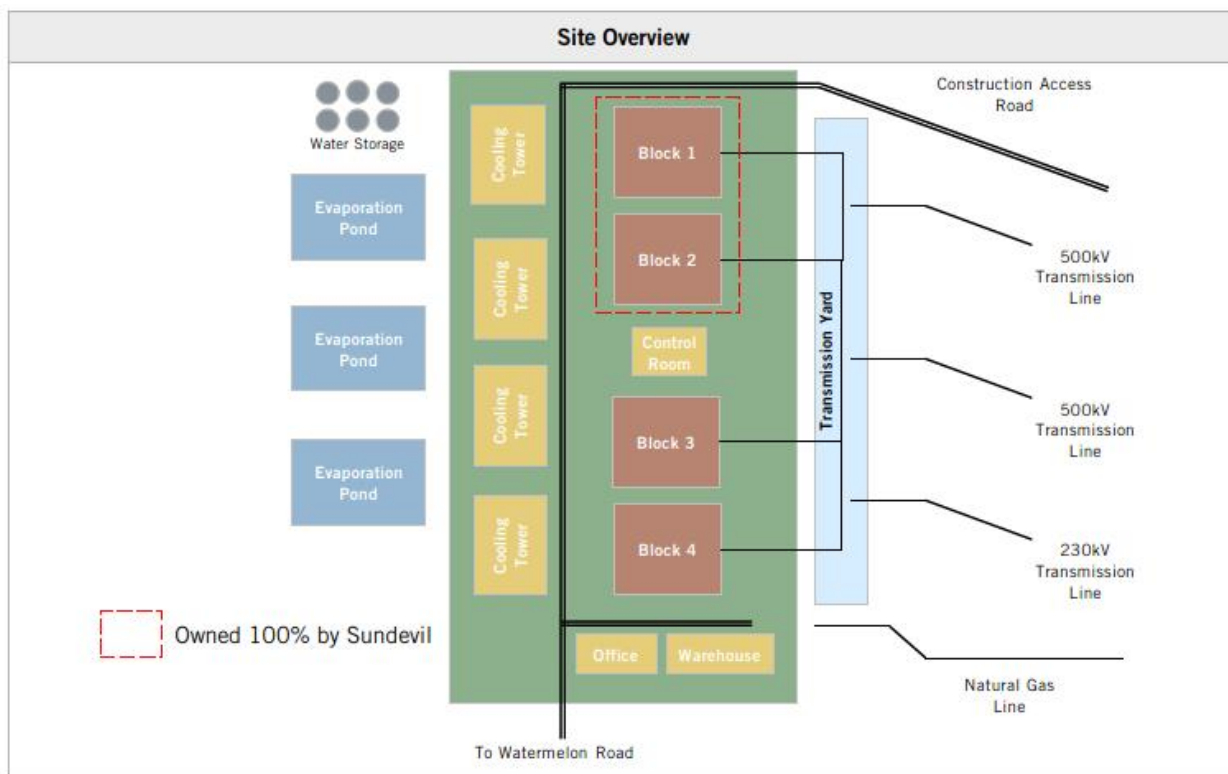 Site Overview
Water Storage
Evaporation
Pond
Evaporation
Pond
Evaporation
Pond
Cooling
Tower
Cooling
Tower
Cooling
Tower
Cooling
Tower
Block 1
Block 2
Control
Room
Block 3
Block 4
Office
Warehouse
Transmission Yard
Construction Access
Road
500kV
Transmission
Line
500kV
Transmission
Line
230kV
Transmission
Line
Natural Gas
Line
Owned 100% by Sundevil
To Watermelon Road